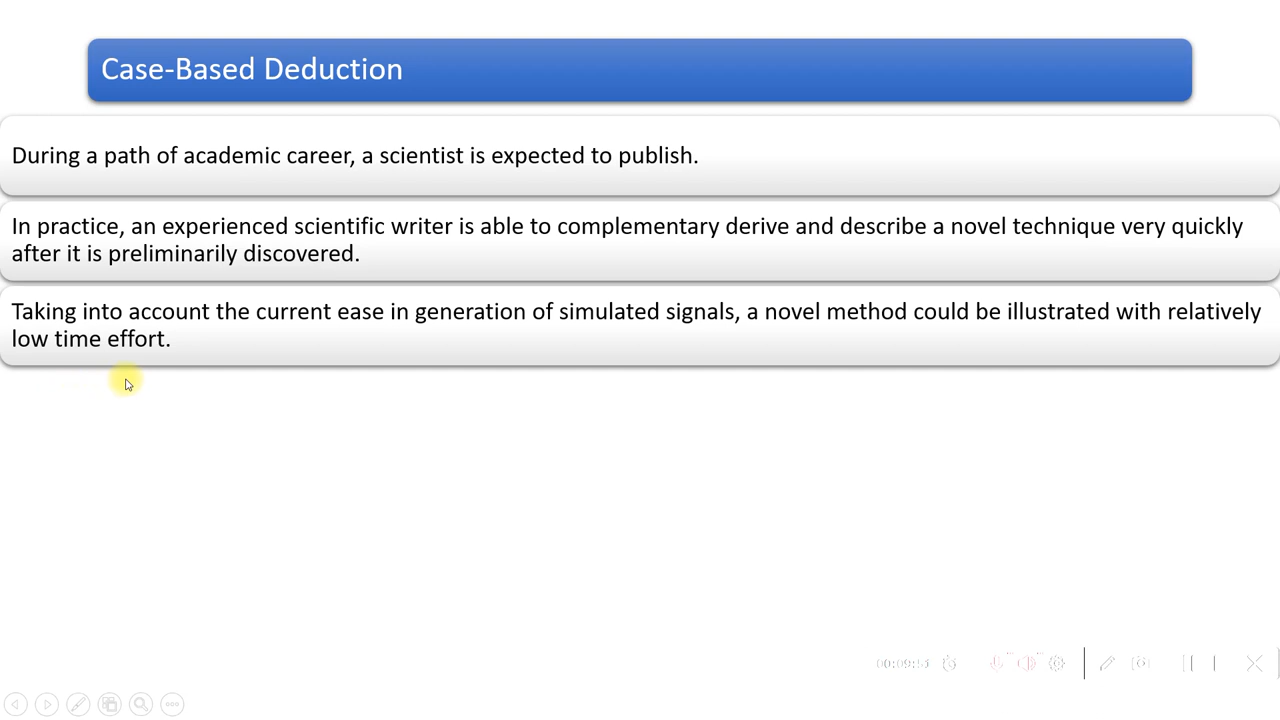 Case-Based Deduction
During a path of academic career, a scientist is expected to publish.
In practice, an experienced scientific writer is able to complementary derive and describe a novel technique very quickly
after it is preliminarily discovered.
Taking into account the current ease in generation of simulated signals, a novel method could be illustrated with relatively
low time effort.